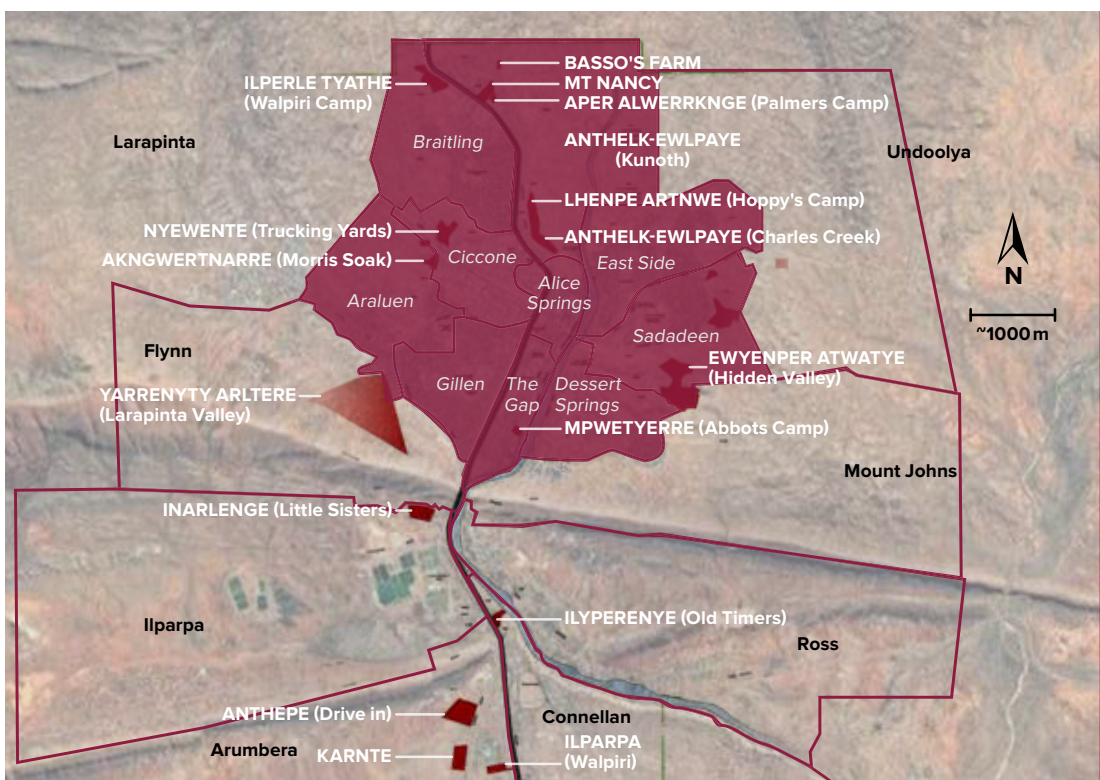 BASSO'S FARM
ILPERLE TYATHE
(Walpiri Camp)
MT NANCY
APER ALWERRKNGE (Palmers Camp)
Larapinta
Braitling
ANTHELK-EWLPAYE
(Kunoth)
Undoolya
LHENPE ARTNWE (Hoppy's Camp)
NYEWENTE (Trucking Yards)
ANTHELK-EWLPAYE (Charles Creek)
AKNGWERTNARRE (Morris Soak)
Ciccone
East Side
Alice
Springs
Araluen
N
~1000 m
Sadadeen
Flynn
EWYENPER ATWATYE
(Hidden Valley)
Gillen
The
Gap
Dessert
Springs
YARRENYTY ARLTERE
(Larapinta Valley)
MPWETYERRE (Abbots Camp)
Mount Johns
INARLENGE (Little Sisters)
Ilparpa
ILYPERENYE (Old Timers)
Ross
ANTHEPE (Drive in)
Connellan
Arumbera
KARNTE
ILPARPA
(Walpiri)